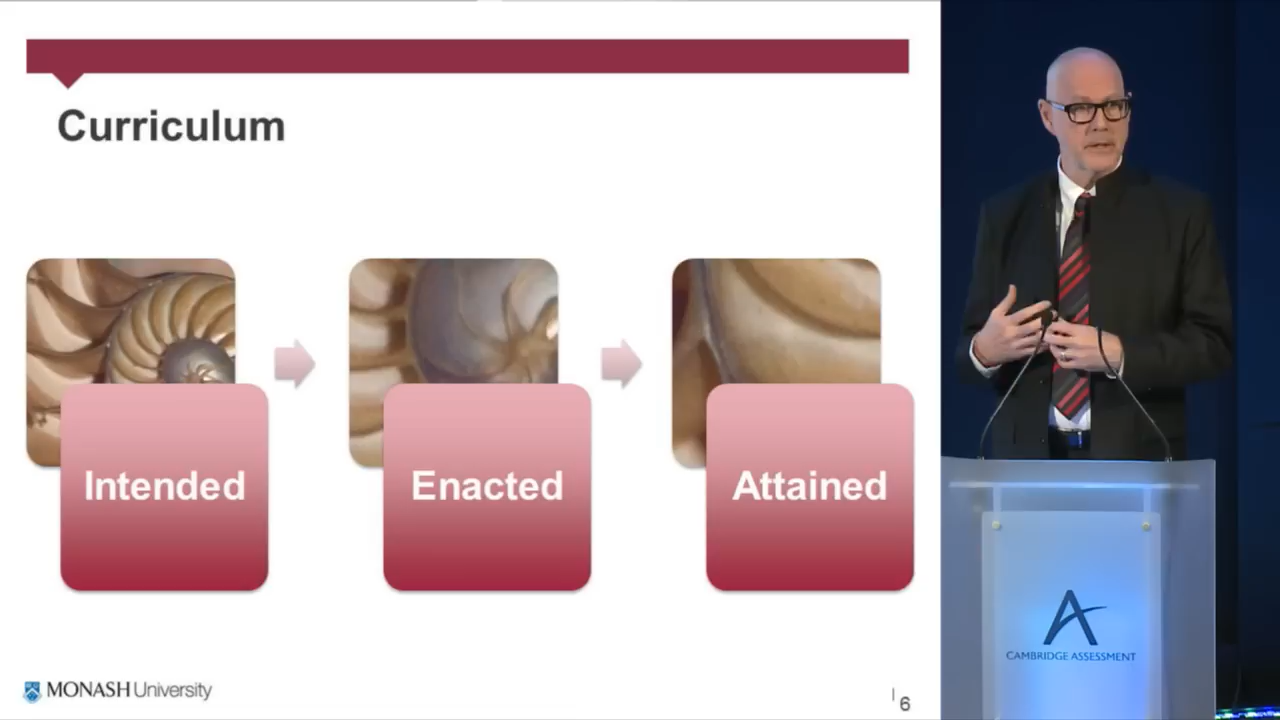 Curriculum
Intended
Enacted
Attained
MONASH University
6
CAMBRIDGE ASSESSMENT